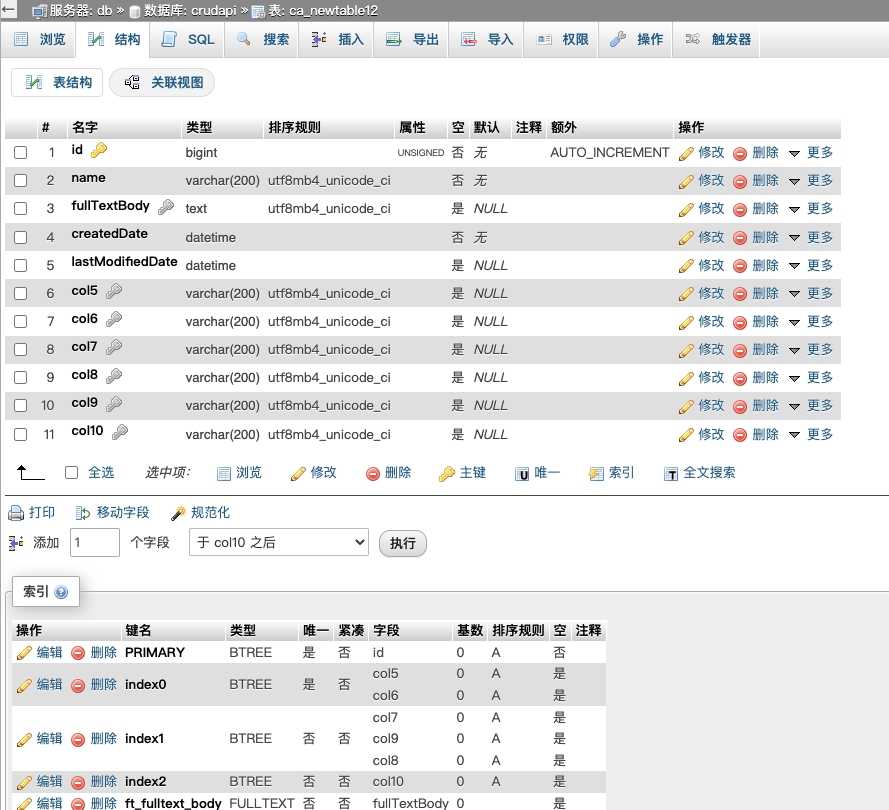 服务器: db » 数据库: crudapi » 表: ca_newtable12
浏览 结构 SQL 搜索 插入 导出 导入 权限 操作 触发器
表结构 关联视图
# 名字 类型 排序规则 属性 空 默认 注释 额外 操作
1 id bigint UNSIGNED 否 无 AUTO_INCREMENT 修改 删除 更多
2 name varchar(200) utf8mb4_unicode_ci 否 无 修改 删除 更多
3 fullTextBody text utf8mb4_unicode_ci 是 NULL 修改 删除 更多
4 createdDate datetime 否 无 修改 删除 更多
5 lastModifiedDate datetime 是 NULL 修改 删除 更多
6 col5 varchar(200) utf8mb4_unicode_ci 是 NULL 修改 删除 更多
7 col6 varchar(200) utf8mb4_unicode_ci 是 NULL 修改 删除 更多
8 col7 varchar(200) utf8mb4_unicode_ci 是 NULL 修改 删除 更多
9 col8 varchar(200) utf8mb4_unicode_ci 是 NULL 修改 删除 更多
10 col9 varchar(200) utf8mb4_unicode_ci 是 NULL 修改 删除 更多
11 col10 varchar(200) utf8mb4_unicode_ci 是 NULL 修改 删除 更多
全选 选中项: 浏览 修改 删除 主键 唯一 索引 全文搜索
打印 移动字段 规范化
添加 1 个字段 于 col10 之后 执行
索引
操作 键名 类型 唯一 紧凑 字段 基数 排序规则 空 注释
编辑 删除 PRIMARY BTREE 是 否 id 0 A 否
编辑 删除 index0 BTREE 是 否 col5 0 A 是
col6 0 A 是
编辑 删除 index1 BTREE 否 否 col7 0 A 是
col9 0 A 是
col8 0 A 是
编辑 删除 index2 BTREE 否 否 col10 0 A 是
编辑 删除 ft_fulltext_body FULLTEXT 否 否 fullTextBody 0 是